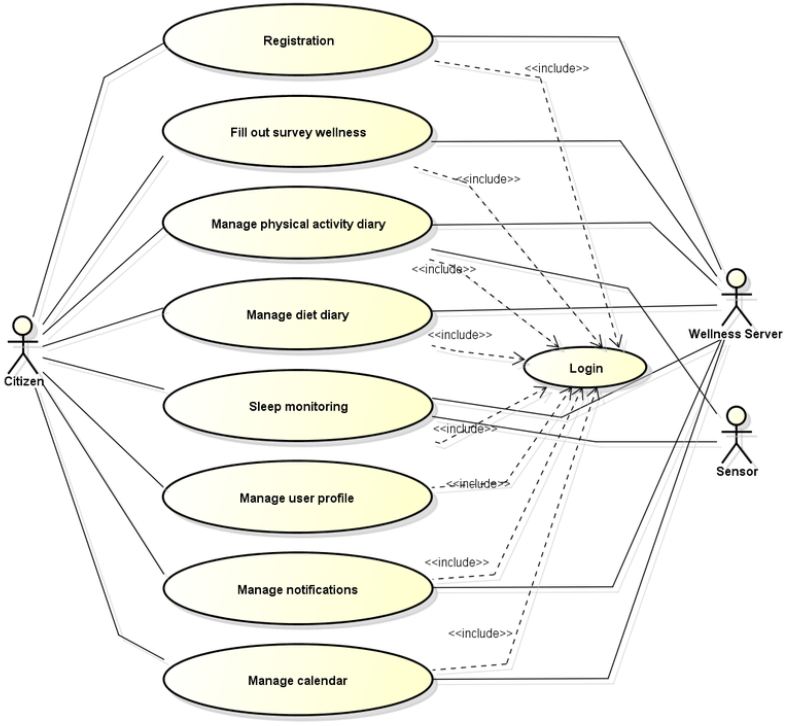 Registration
<<include>>
Fill out survey wellness
<<include>>
Manage physical activity diary
<<include>>
Manage diet diary
<<include>>
Wellness Server
Login
Citizen
Sleep monitoring
<<include>>
Sensor
Manage user profile
<<include>>
Manage notifications
<<include>>
<<include>>
Manage calendar